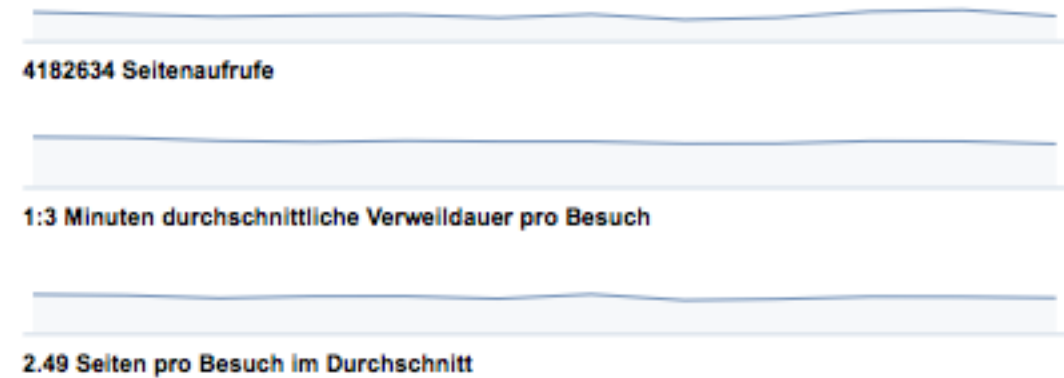 4182634 Seitenaufrufe
1:3 Minuten durchschnittliche Verweildauer pro Besuch
2.49 Seiten pro Besuch im Durchschnitt